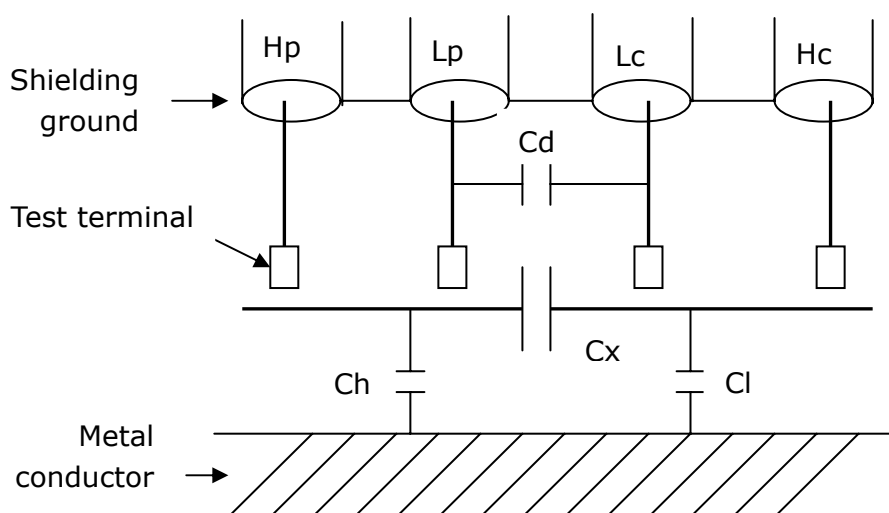 Hp
Lp
Lc
Hc
Shielding
ground
Cd
Test terminal
Cx
Ch
Cl
Metal
conductor